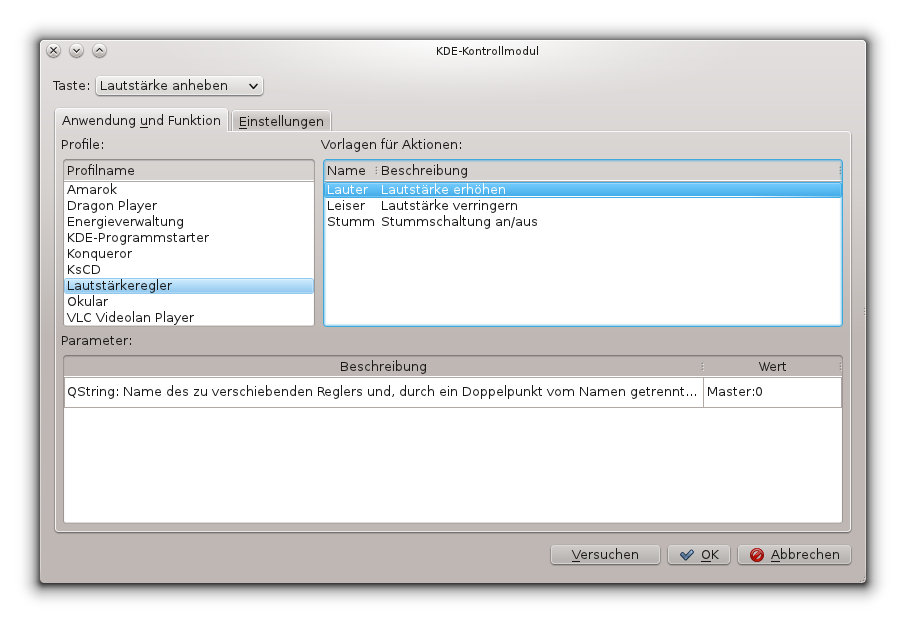 KDE-Kontrollmodul
Taste: Lautstärke anheben
Anwendung und Funktion Einstellungen
Profile:
Profilname
Amarok
Dragon Player
Energieverwaltung
KDE-Programmstarter
Konqueror
KsCD
Lautstärkeregler
Okular
VLC Videolan Player
Vorlagen für Aktionen:
Name Beschreibung
Lauter Lautstärke erhöhen
Leiser Lautstärke verringern
Stumm Stummschaltung an/aus
Parameter:
Beschreibung Wert
QString: Name des zu verschiebenden Reglers und, durch ein Doppelpunkt vom Namen getrennt... Master:0
Versuchen OK Abbrechen